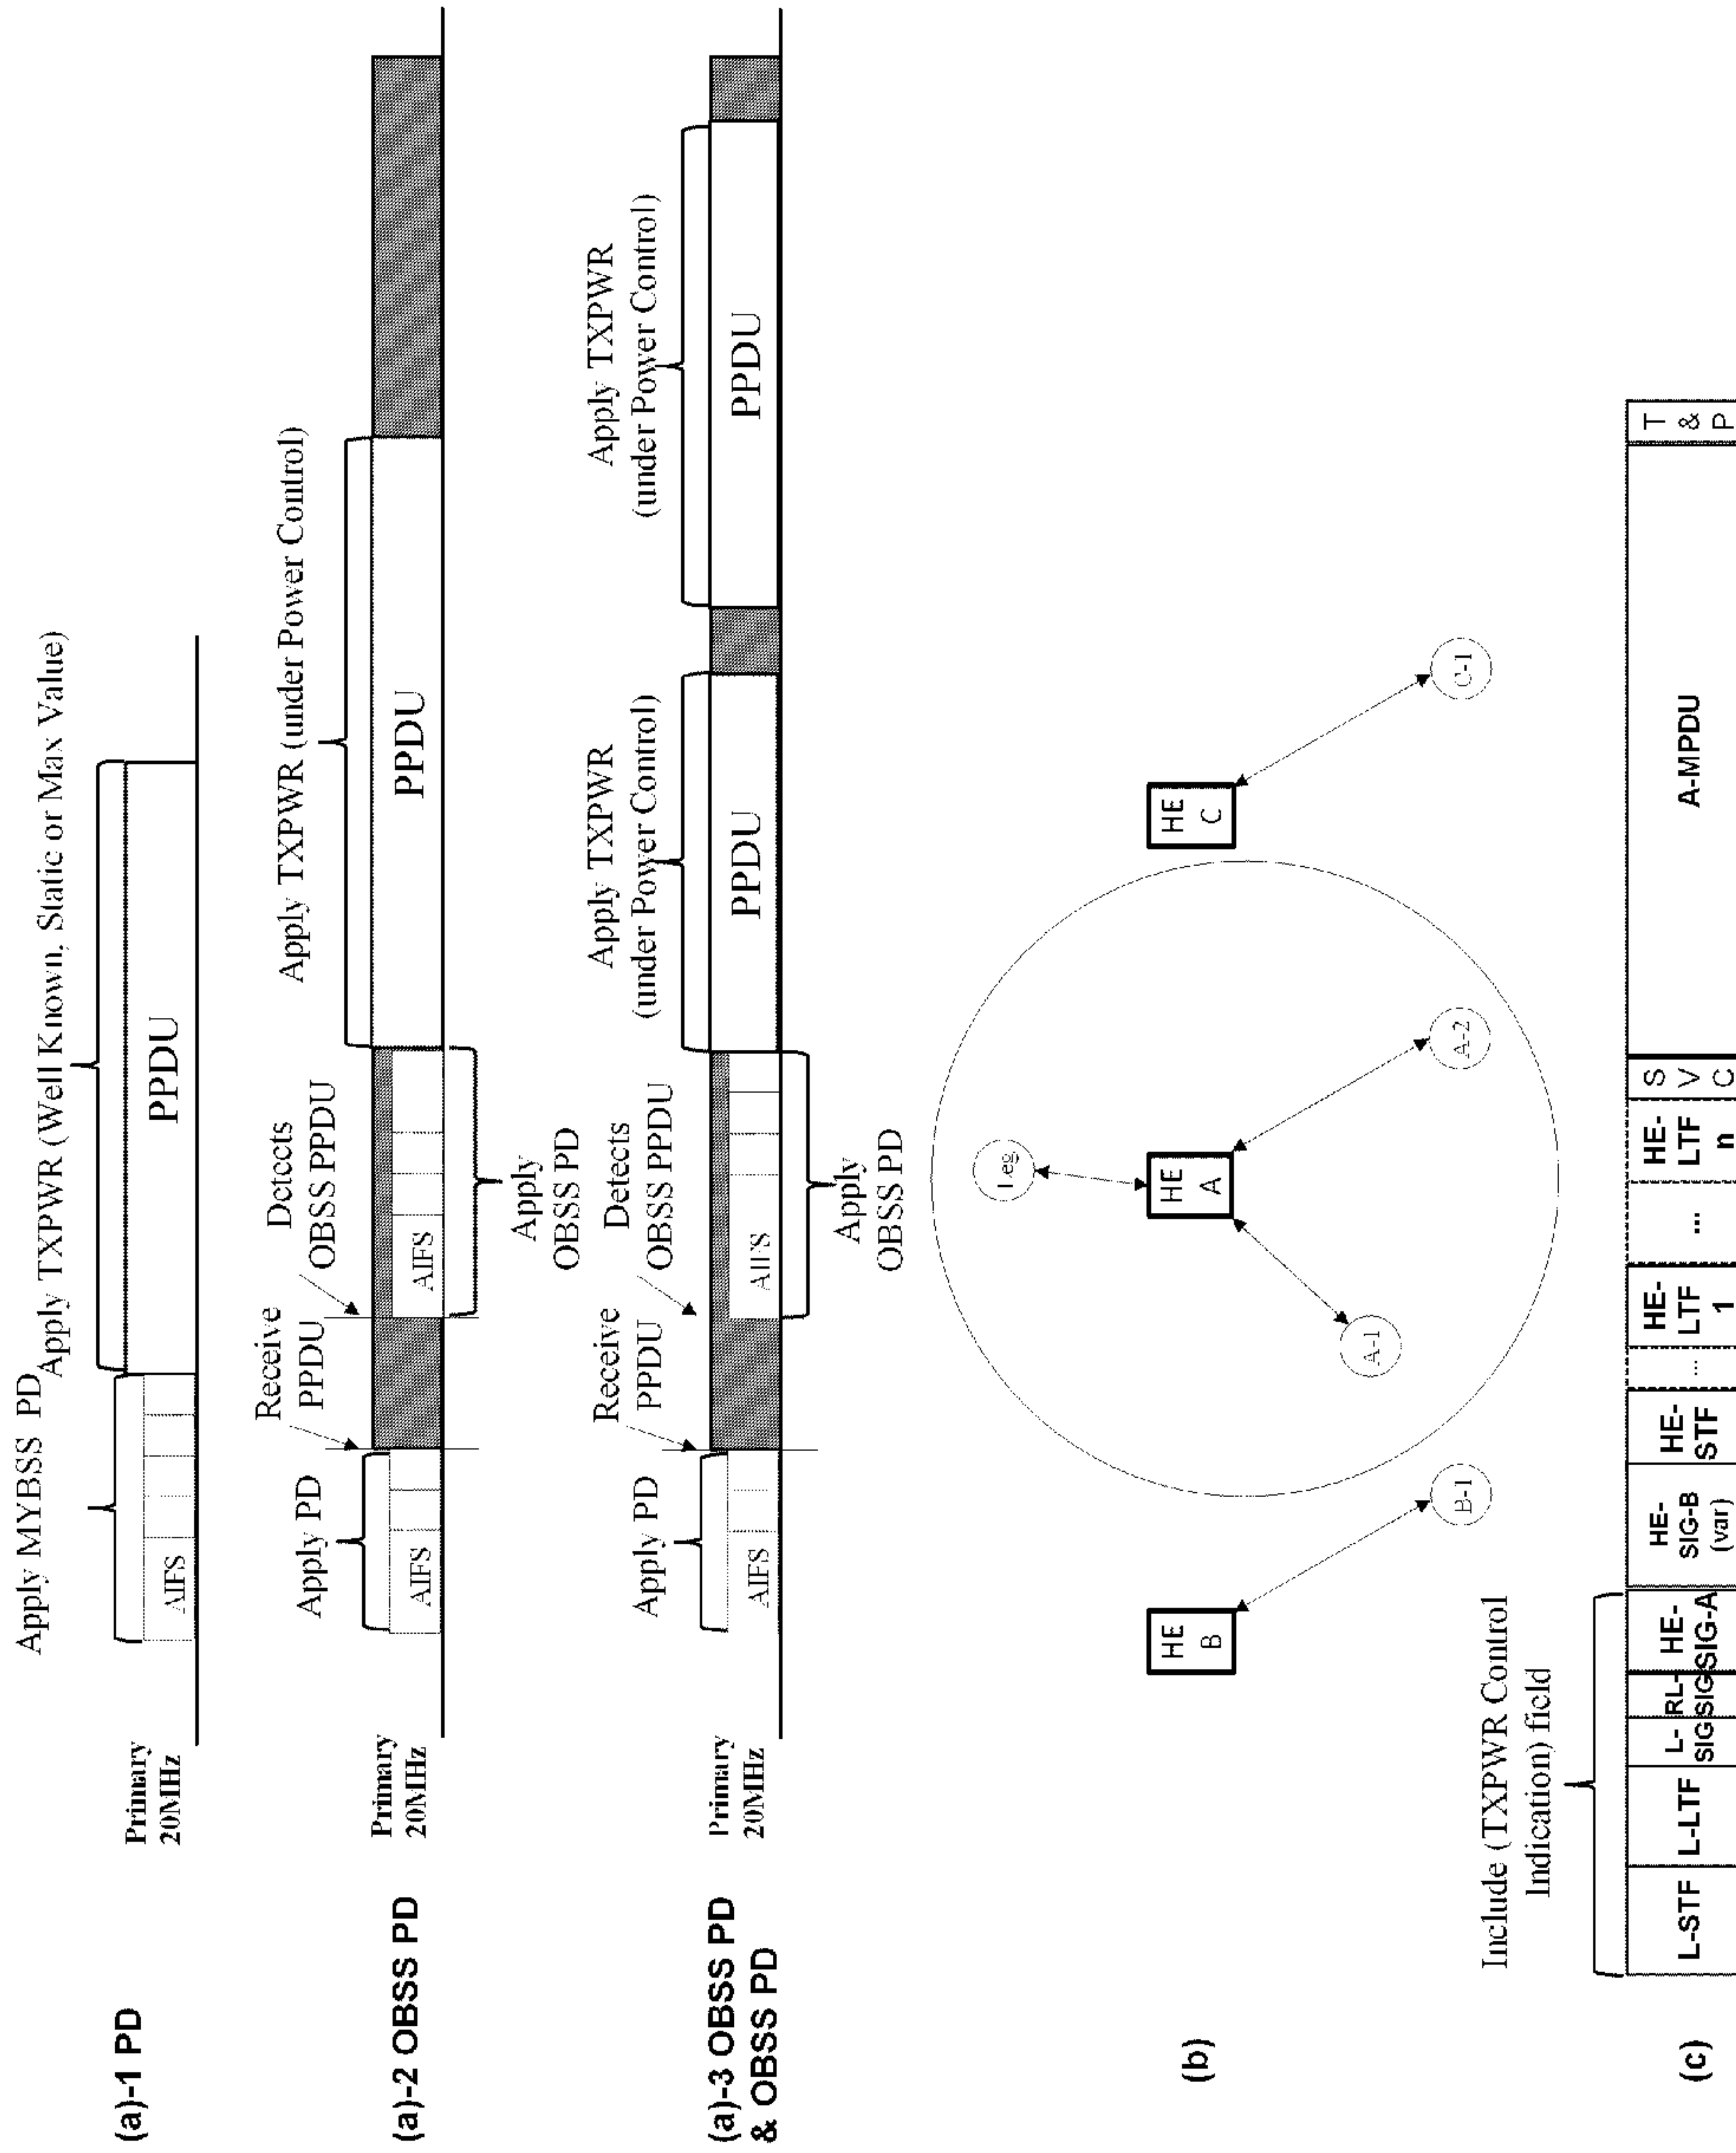 (a)-1 PD
Primary
20MHz
Apply MYBSS PD
AIFS
Apply TXPWR (Well Known, Static or Max Value)
PPDU
(a)-2 OBSS PD
Primary
20MHz
Apply PD
AIFS
Receive
PPDU
Detects
OBSS PPDU
AIFS
Apply
OBSS PD
Apply TXPWR (under Power Control)
PPDU
(a)-3 OBSS PD
& OBSS PD
Primary
20MHz
Apply PD
AIFS
Receive
PPDU
Detects
OBSS PPDU
AIFS
Apply
OBSS PD
Apply TXPWR
(under Power Control)
PPDU
Apply TXPWR
(under Power Control)
PPDU
(b)
HE
B
B-1
Leg
HE
A
A-1
A-2
HE
C
C-1
(c)
Include (TXPWR Control
Indication) field
L-STF
L-LTF
L-
SIG
RL-
SIG
HE-
SIG-A
HE-
SIG-B
(var)
HE-
STF
...
HE-
LTF
1
...
HE-
LTF
n
S
V
C
A-MPDU
T
&
P